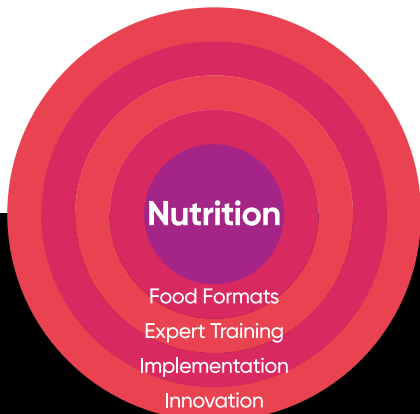 Nutrition
Food Formats
Expert Training
Implementation
Innovation